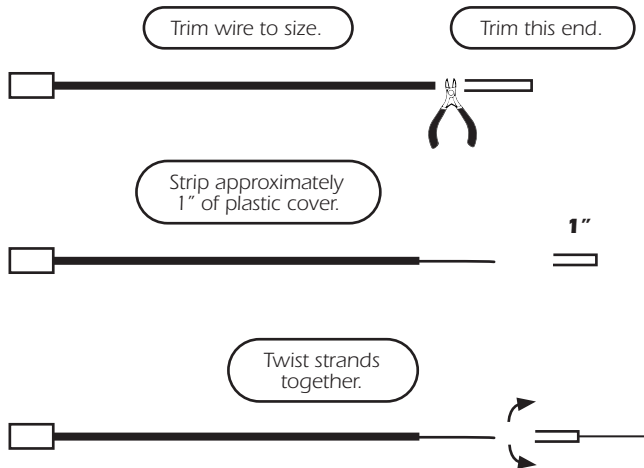 Trim wire to size.
Trim this end.
Strip approximately
1" of plastic cover.
1"
Twist strands
together.